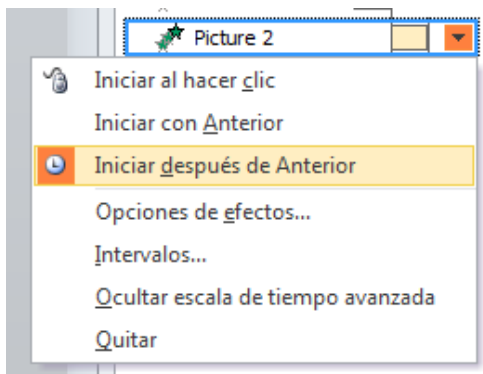 Picture 2
Iniciar al hacer clic
Iniciar con Anterior
Iniciar después de Anterior
Opciones de efectos...
Intervalos...
Ocultar escala de tiempo avanzada
Quitar